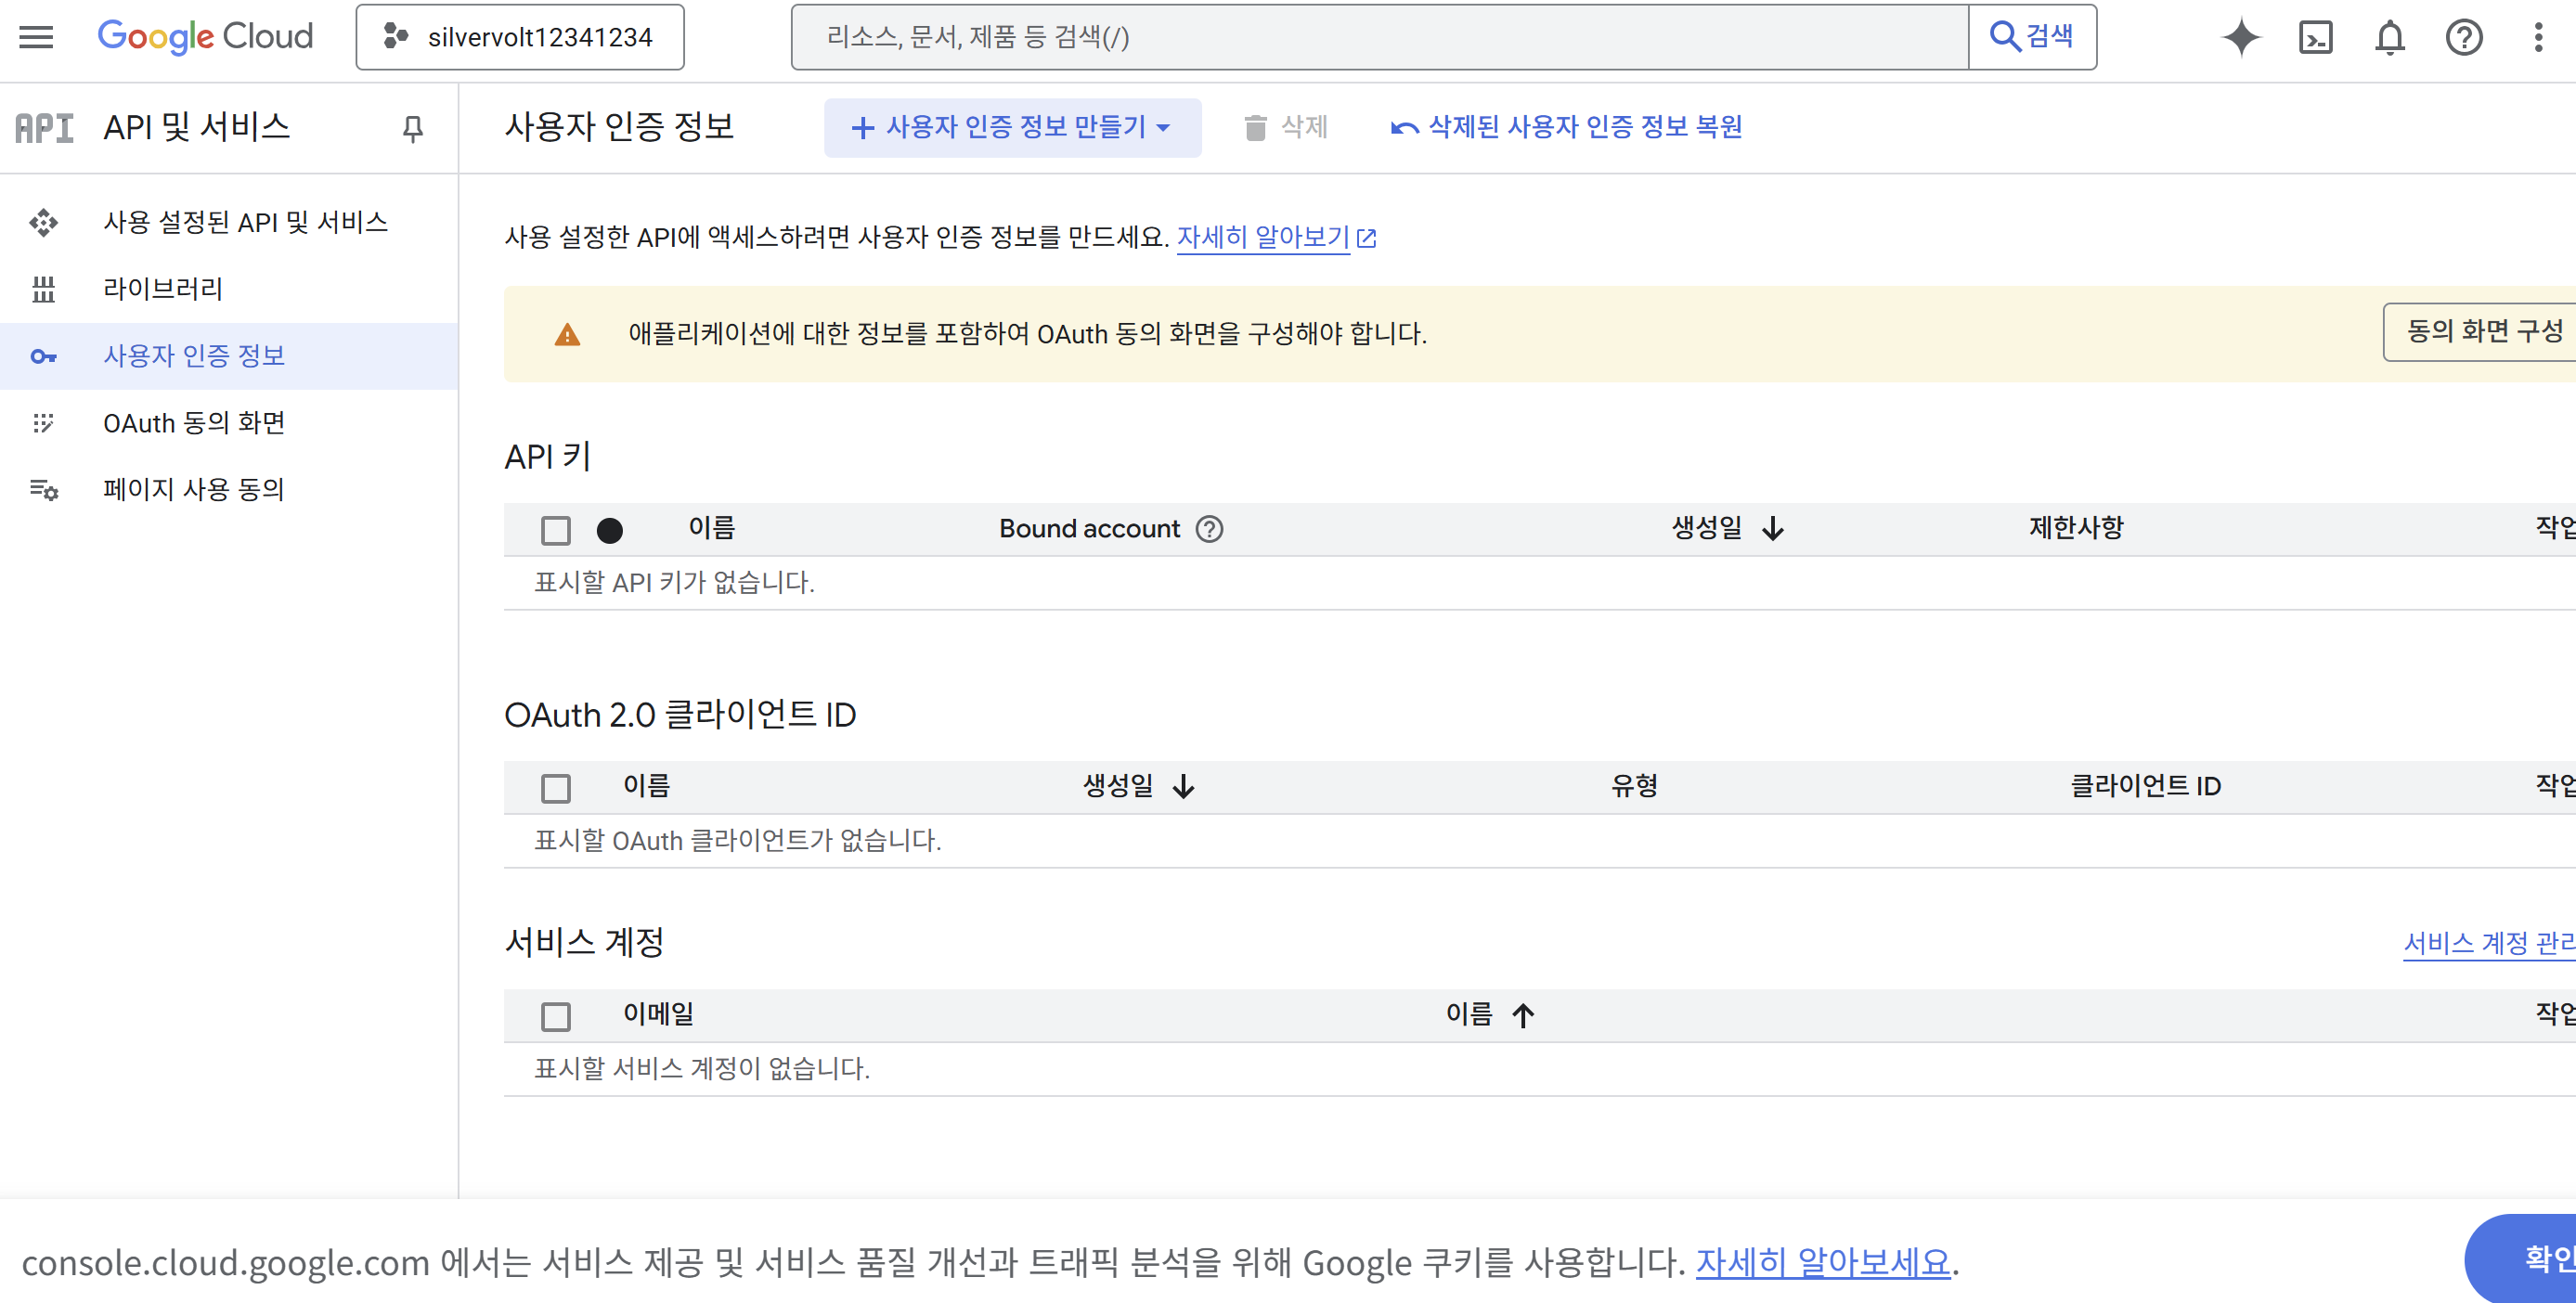 Google Cloud
silvervolt12341234
리소스, 문서, 제품 등 검색(/)
검색
API
API 및 서비스
사용자 인증 정보
사용자 인증 정보 만들기
삭제
삭제된 사용자 인증 정보 복원
사용 설정된 API 및 서비스
라이브러리
사용자 인증 정보
OAuth 동의 화면
페이지 사용 동의
사용 설정한 API에 액세스하려면 사용자 인증 정보를 만드세요. 자세히 알아보기
애플리케이션에 대한 정보를 포함하여 OAuth 동의 화면을 구성해야 합니다.
동의 화면 구성
API 키
이름 Bound account 생성일 제한사항
표시할 API 키가 없습니다.
OAuth 2.0 클라이언트 ID
이름 생성일 유형 클라이언트 ID
표시할 OAuth 클라이언트가 없습니다.
서비스 계정
서비스 계정 관리
이메일 이름
표시할 서비스 계정이 없습니다.
console.cloud.google.com 에서는 서비스 제공 및 서비스 품질 개선과 트래픽 분석을 위해 Google 쿠키를 사용합니다. 자세히 알아보세요.
확인